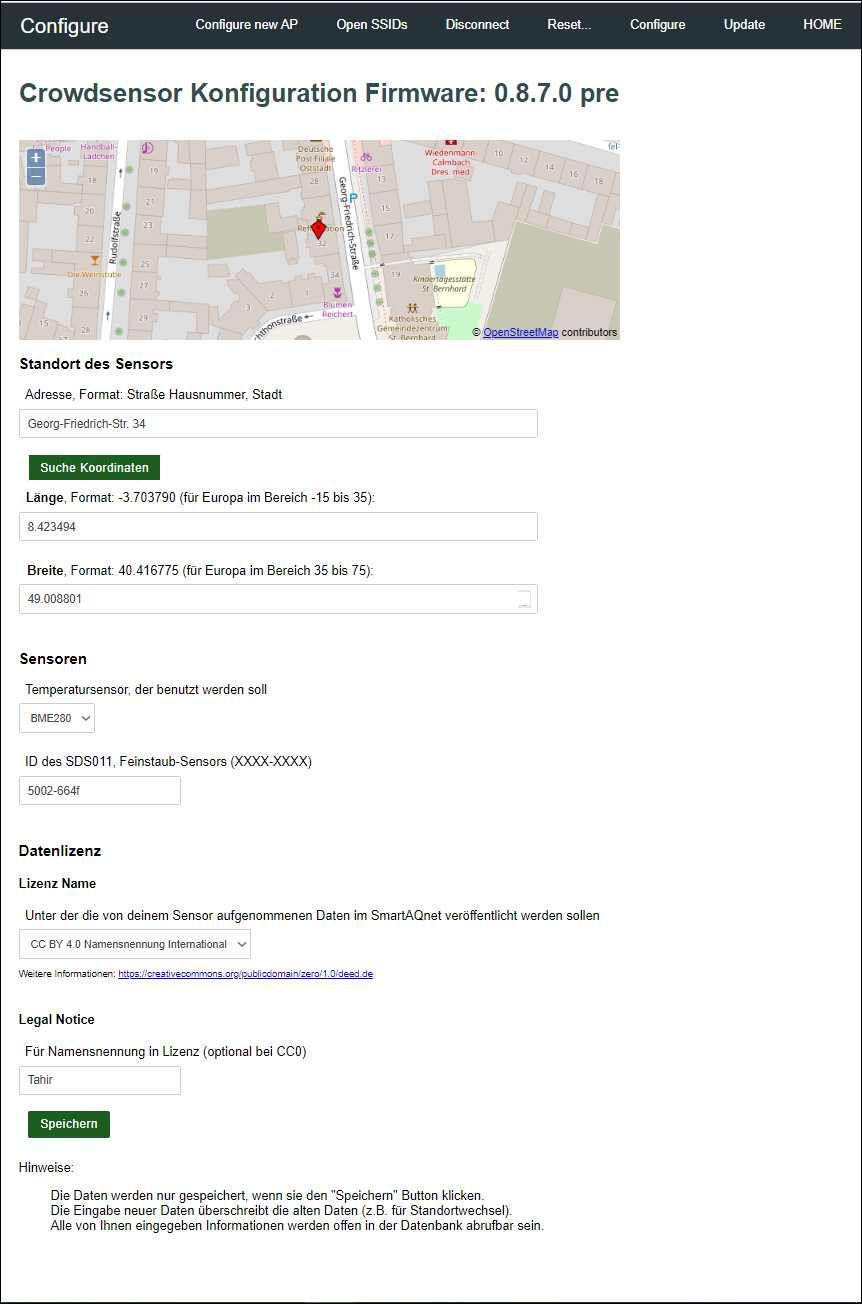 Configure
Configure new AP
Open SSIDs
Disconnect
Reset...
Configure
Update
HOME
Crowdsensor Konfiguration Firmware: 0.8.7.0 pre
for People
Handball-
Lädchen
Deutsche
Post Filiale
Oststadt
Ritzlerei
Wiedenmann-
Calmbach
Dres. med.
fel-
10
12
14
16
18
18
19
28
13
P
15
20
21
17
Georg-Friedrich-Straße
Rudolfstraße
22
23
32
Die Weinstube
25
26
27
34
19
Kindertagesstätte
St. Bernhard
3
2
1
1
Blumen
Reichert
15
17
28
29
chthonstraße
Katholisches
Gemeindezentrum
St. Bernhard
© OpenStreetMap contributors
+
−
Standort des Sensors
Adresse, Format: Straße Hausnummer, Stadt
Georg-Friedrich-Str. 34
Suche Koordinaten
Länge, Format: -3.703790 (für Europa im Bereich -15 bis 35):
8.423494
Breite, Format: 40.416775 (für Europa im Bereich 35 bis 75):
49.008801
Sensoren
Temperatursensor, der benutzt werden soll
BME280
ID des SDS011, Feinstaub-Sensors (XXXX-XXXX)
5002-664f
Datenlizenz
Lizenz Name
Unter der die von deinem Sensor aufgenommenen Daten im SmartAQnet veröffentlicht werden sollen
CC BY 4.0 Namensnennung International
Weitere Informationen: https://creativecommons.org/publicdomain/zero/1.0/deed.de
Legal Notice
Für Namensnennung in Lizenz (optional bei CC0)
Tahir
Speichern
Hinweise:
Die Daten werden nur gespeichert, wenn sie den "Speichern" Button klicken.
Die Eingabe neuer Daten überschreibt die alten Daten (z.B. für Standortwechsel).
Alle von Ihnen eingegeben Informationen werden offen in der Datenbank abrufbar sein.